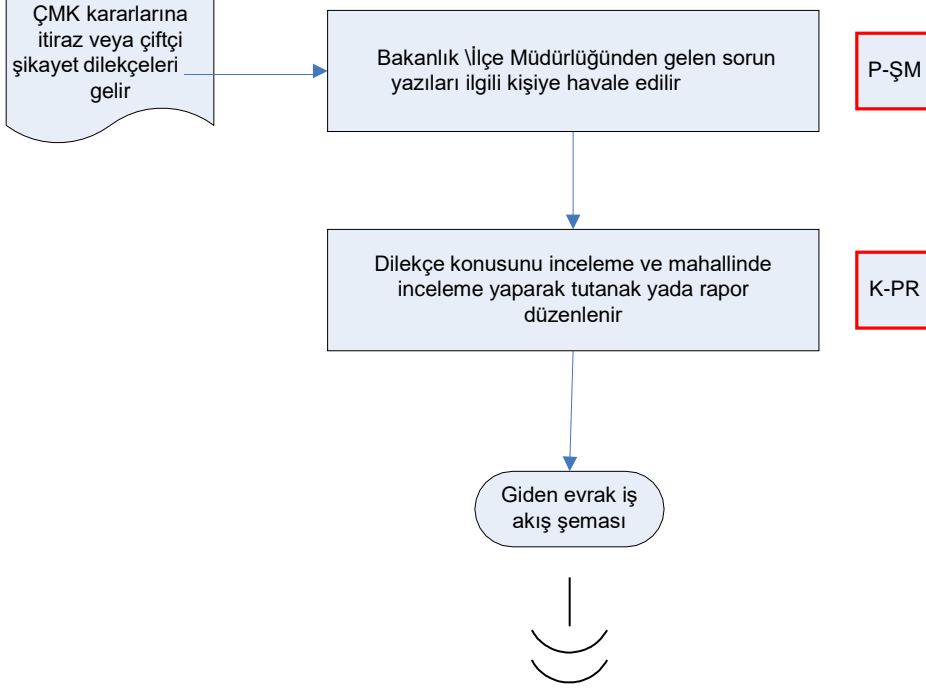 ÇMK kararlarına
itiraz veya çiftçi
şikayet dilekçeleri
gelir
Bakanlık \İlçe Müdürlüğünden gelen sorun
yazıları ilgili kişiye havale edilir
P-ŞM
Dilekçe konusunu inceleme ve mahallinde
inceleme yaparak tutanak yada rapor
düzenlenir
K-PR
Giden evrak iş
akış şeması